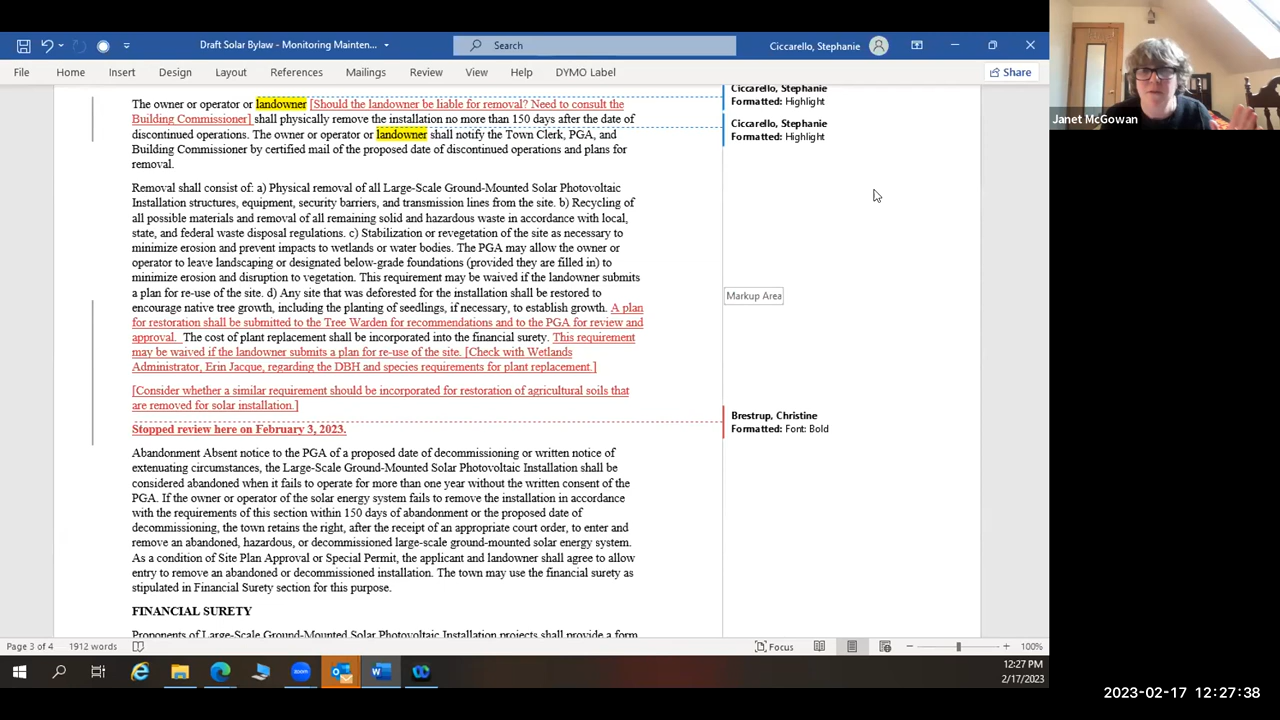 Draft Solar Bylaw - Monitoring Mainten...
Search
Ciccarello, Stephanie
File Home Insert Design Layout References Mailings Review View Help DYMO Label Share
The owner or operator or landowner [Should the landowner be liable for removal? Need to consult the
Building Commissioner] shall physically remove the installation no more than 150 days after the date of
discontinued operations. The owner or operator or landowner shall notify the Town Clerk, PGA, and
Building Commissioner by certified mail of the proposed date of discontinued operations and plans for
removal.
Removal shall consist of: a) Physical removal of all Large-Scale Ground-Mounted Solar Photovoltaic
Installation structures, equipment, security barriers, and transmission lines from the site. b) Recycling of
all possible materials and removal of all remaining solid and hazardous waste in accordance with local,
state, and federal waste disposal regulations. c) Stabilization or revegetation of the site as necessary to
minimize erosion and prevent impacts to wetlands or water bodies. The PGA may allow the owner or
operator to leave landscaping or designated below-grade foundations (provided they are filled in) to
minimize erosion and disruption to vegetation. This requirement may be waived if the landowner submits
a plan for re-use of the site. d) Any site that was deforested for the installation shall be restored to
encourage native tree growth, including the planting of seedlings, if necessary, to establish growth. A plan
for restoration shall be submitted to the Tree Warden for recommendations and to the PGA for review and
approval. The cost of plant replacement shall be incorporated into the financial surety. This requirement
may be waived if the landowner submits a plan for re-use of the site. [Check with Wetlands
Administrator, Erin Jacque, regarding the DBH and species requirements for plant replacement.]
[Consider whether a similar requirement should be incorporated for restoration of agricultural soils that
are removed for solar installation.]
Stopped review here on February 3, 2023.
Abandonment Absent notice to the PGA of a proposed date of decommissioning or written notice of
extenuating circumstances, the Large-Scale Ground-Mounted Solar Photovoltaic Installation shall be
considered abandoned when it fails to operate for more than one year without the written consent of the
PGA. If the owner or operator of the solar energy system fails to remove the installation in accordance
with the requirements of this section within 150 days of abandonment or the proposed date of
decommissioning, the town retains the right, after the receipt of an appropriate court order, to enter and
remove an abandoned, hazardous, or decommissioned large-scale ground-mounted solar energy system.
As a condition of Site Plan Approval or Special Permit, the applicant and landowner shall agree to allow
entry to remove an abandoned or decommissioned installation. The town may use the financial surety as
stipulated in Financial Surety section for this purpose.
FINANCIAL SURETY
Proponents of Large-Scale Ground-Mounted Solar Photovoltaic Installation projects shall provide a form
Ciccarello, Stephanie
Formatted: Highlight
Ciccarello, Stephanie
Formatted: Highlight
Markup Area
Brestrup, Christine
Formatted: Font: Bold
Janet McGowan
Page 3 of 4 1912 words Focus 100%
12:27 PM
2/17/2023
2023-02-17 12:27:38